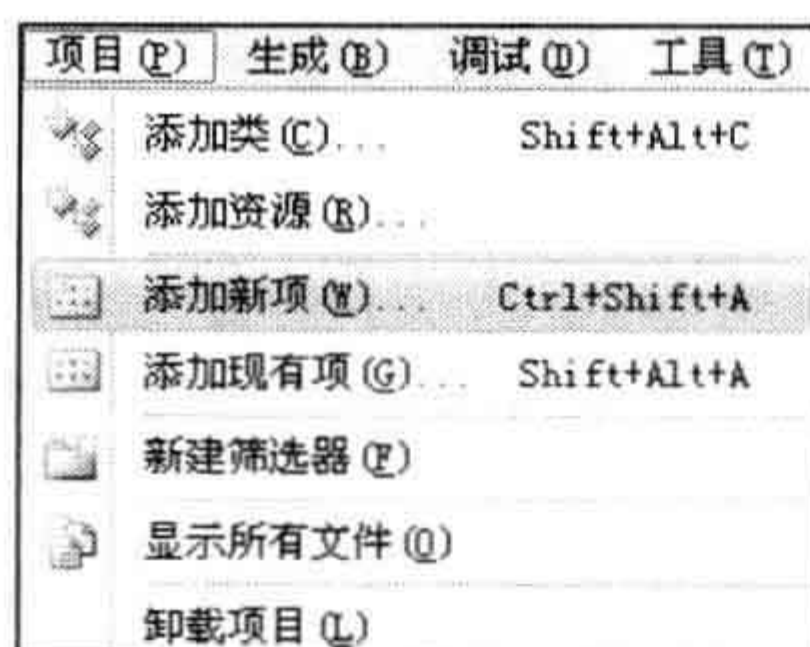 项目(P) 生成(B) 调试(D) 工具(T)
添加类(C)... Shift+Alt+C
添加资源(R)...
添加新项(W)... Ctrl+Shift+A
添加现有项(G)... Shift+Alt+A
新建筛选器(F)
显示所有文件(O)
卸载项目(L)